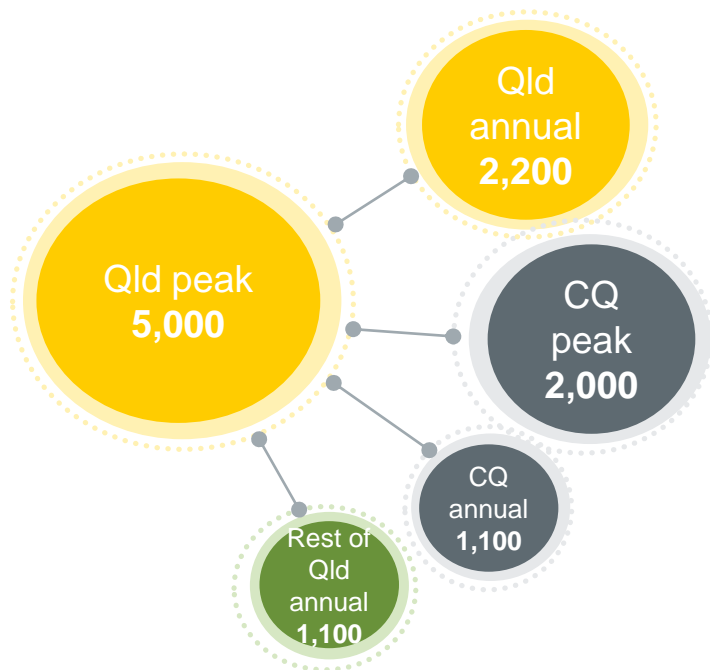 Qld
annual
2,200
Qld peak
5,000
CQ
peak
2,000
CQ
annual
1,100
Rest of
Qld
annual
1,100